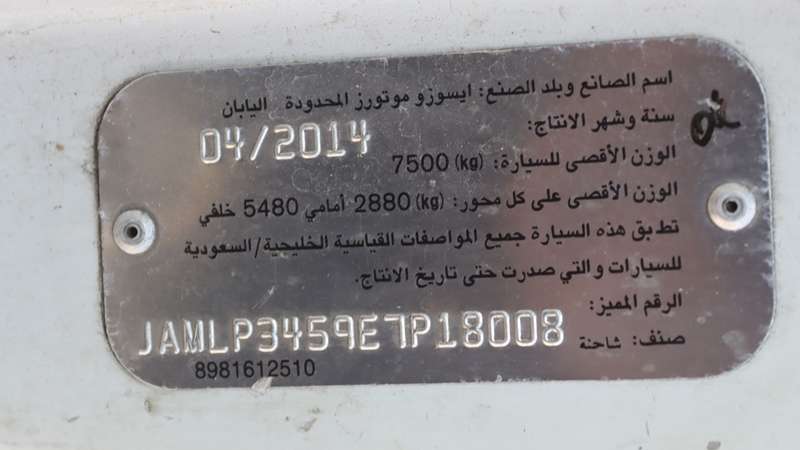 اسم الصانع وبلد الصنع: ايسوزو موتورز المحدودة اليابان
سنة وشهر الانتاج:
04/2014
الوزن الأقصى للسيارة: 7500 (kg)
الوزن الأقصى على كل محور: (kg) 2880 أمامي 5480 خلفي
تطبق هذه السيارة جميع المواصفات القياسية الخليجية/السعودية
للسيارات والتي صدرت حتى تاريخ الانتاج.
الرقم المميز:
JAMLP3459E7P18008
صنف: شاحنة
8981612510